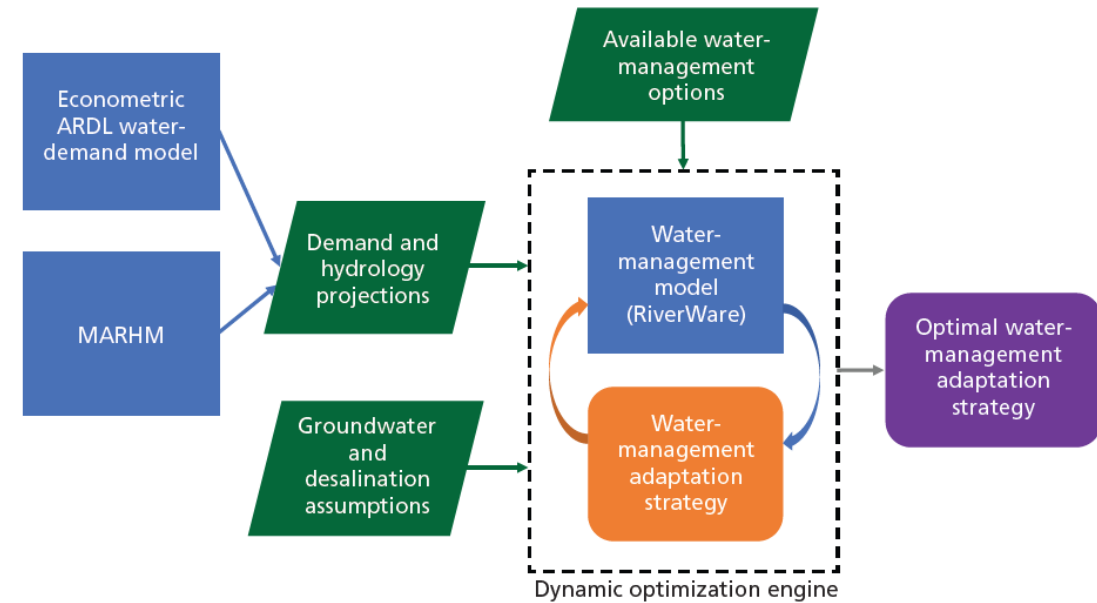 Available water-
management
options
Econometric
ARDL water-
demand model
Demand and
hydrology
projections
Water-
management
model
(RiverWare)
MARHM
Optimal water-
management
adaptation
strategy
Groundwater
and
desalination
assumptions
Water-
management
adaptation
strategy
Dynamic optimization engine